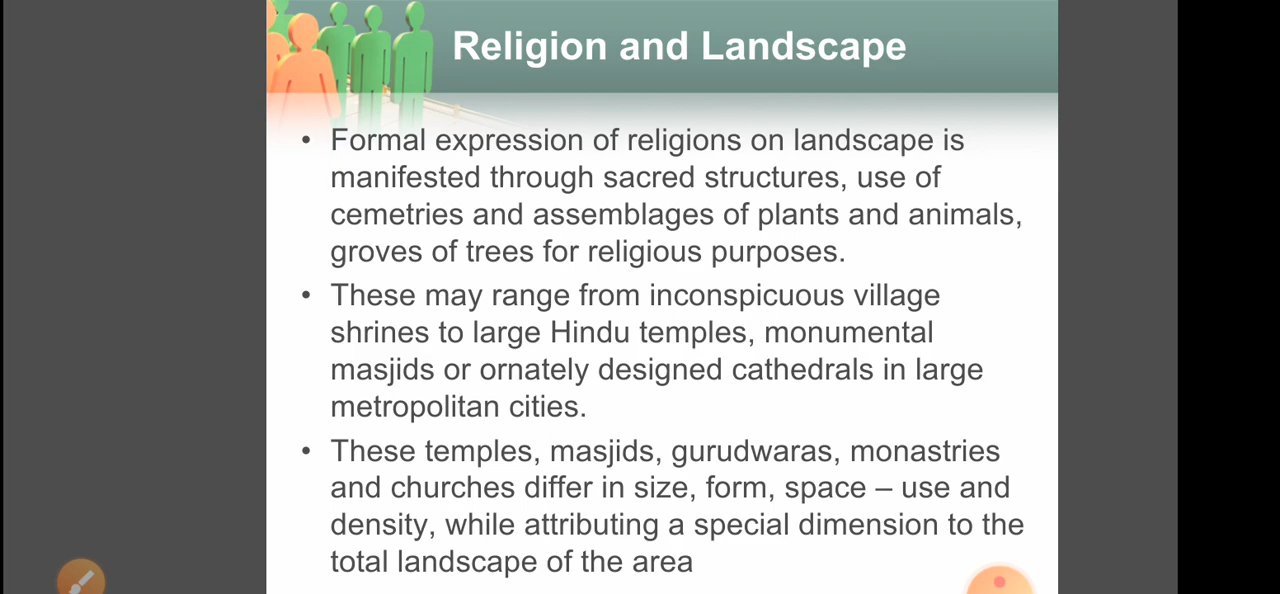 Religion and Landscape
• Formal expression of religions on landscape is
manifested through sacred structures, use of
cemetries and assemblages of plants and animals,
groves of trees for religious purposes.
• These may range from inconspicuous village
shrines to large Hindu temples, monumental
masjids or ornately designed cathedrals in large
metropolitan cities.
• These temples, masjids, gurudwaras, monastries
and churches differ in size, form, space – use and
density, while attributing a special dimension to the
total landscape of the area